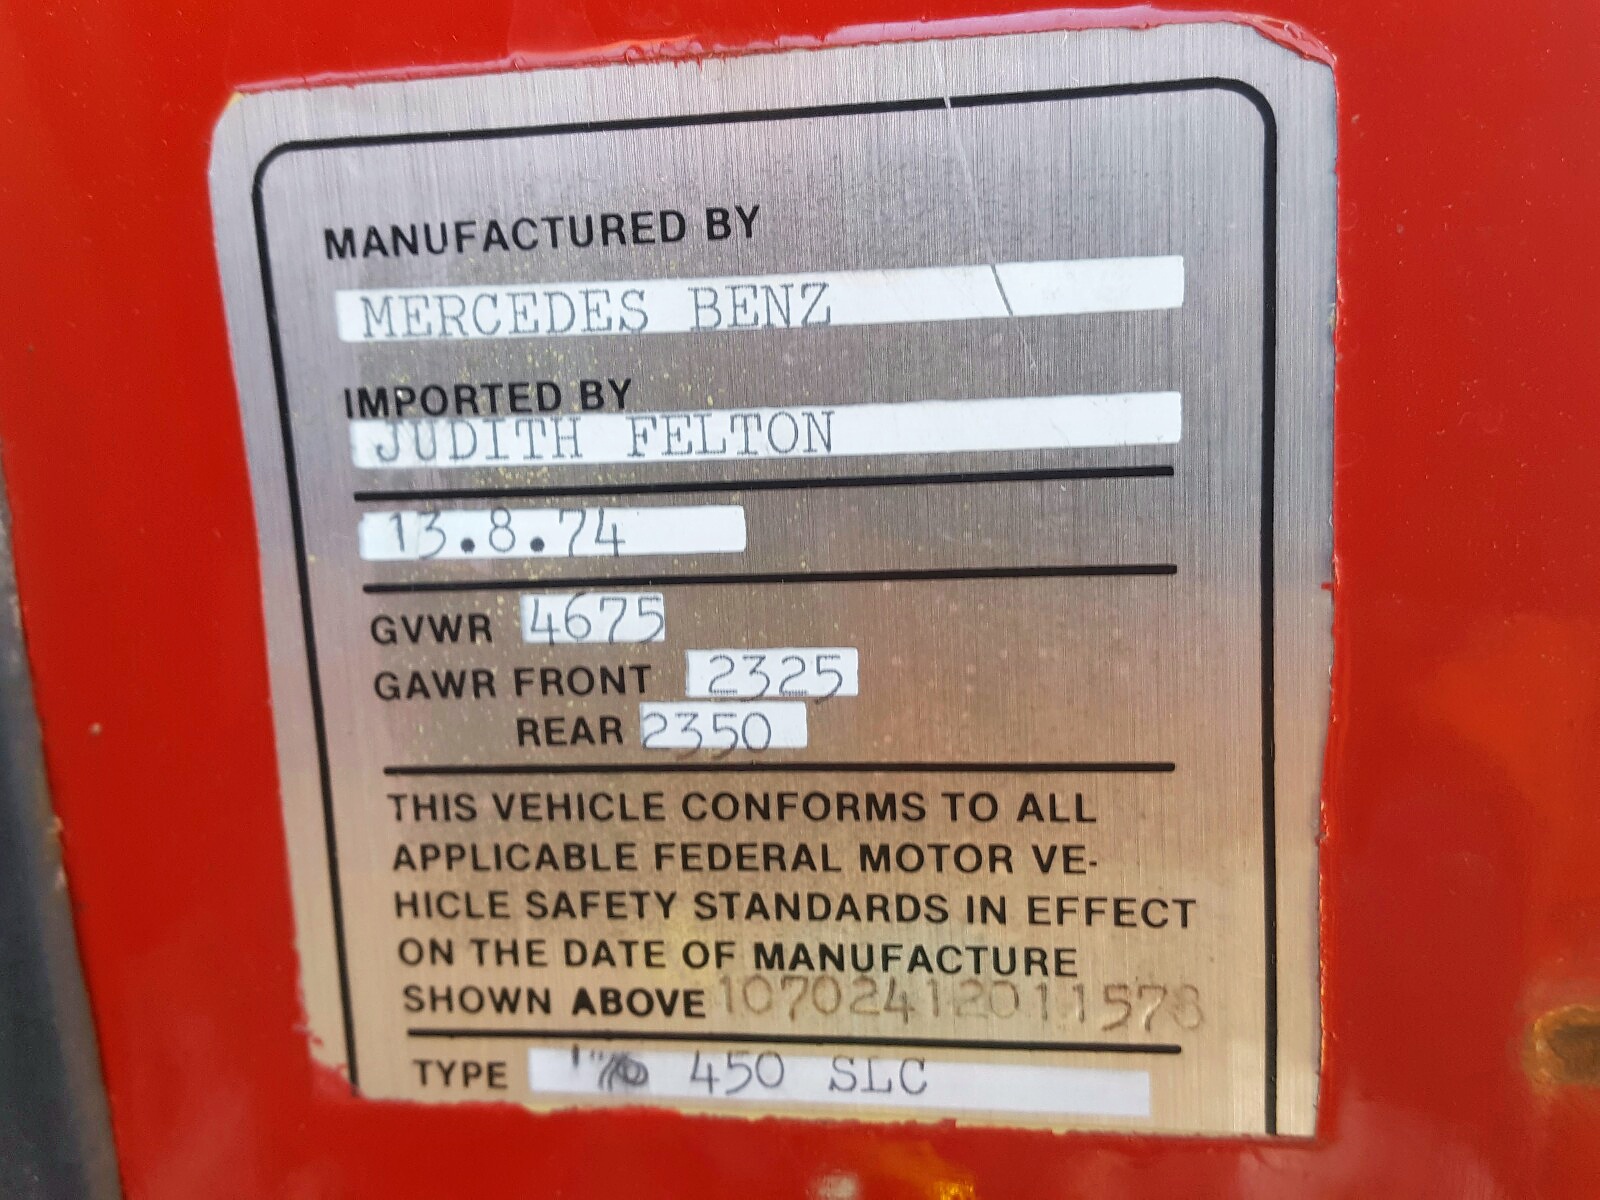 MANUFACTURED BY
MERCEDES BENZ
IMPORTED BY
JUDITH FELTON
13.8.74
GVWR 4675
GAWR FRONT 2325
REAR 2350
THIS VEHICLE CONFORMS TO ALL
APPLICABLE FEDERAL MOTOR VE-
HICLE SAFETY STANDARDS IN EFFECT
ON THE DATE OF MANUFACTURE
SHOWN ABOVE 10702412011578
TYPE 450 SLC